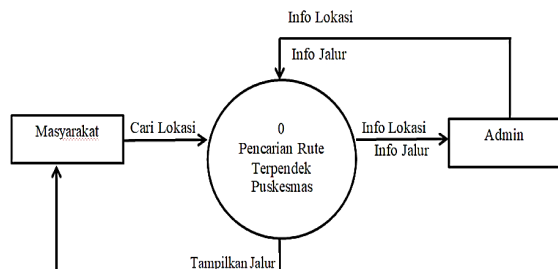 Info Lokasi
Info Jalur
Masyarakat
Cari Lokasi
0
Pencarian Rute
Terpendek
Puskesmas
Info Lokasi
Info Jalur
Admin
Tampilkan Jalur